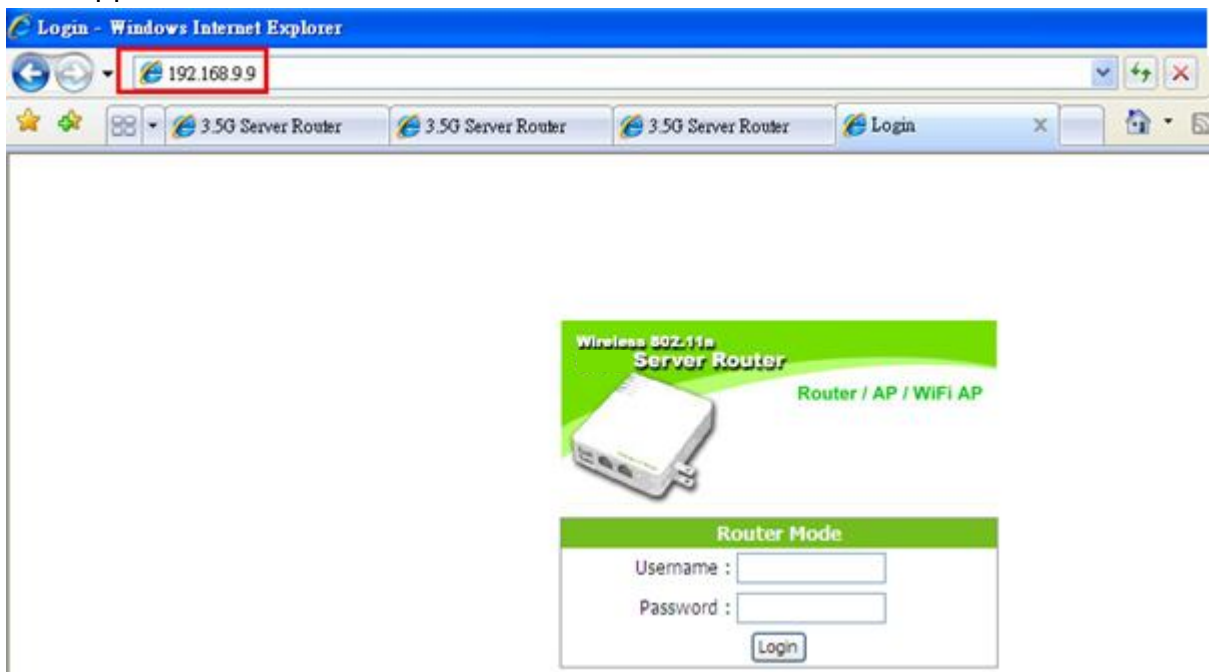 Login - Windows Internet Explorer
192.168.9.9
3.5G Server Router
3.5G Server Router
3.5G Server Router
Login
Wireless 802.11n
Server Router
Router / AP / WiFi AP
Router Mode
Username :
Password :
Login